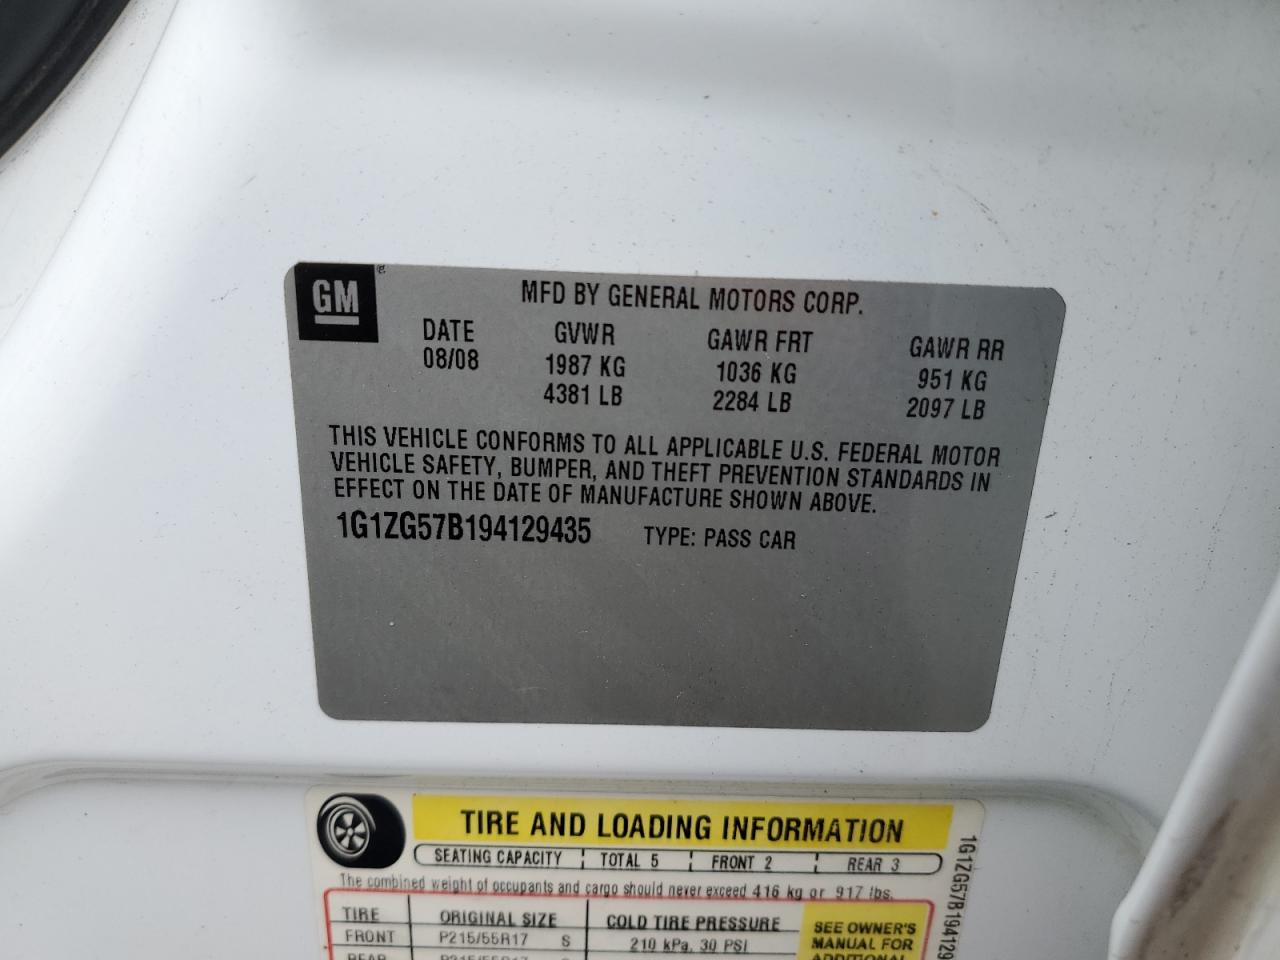 GM
MFD BY GENERAL MOTORS CORP.
DATE GVWR GAWR FRT GAWR RR
08/08 1987 KG 1036 KG 951 KG
4381 LB 2284 LB 2097 LB
THIS VEHICLE CONFORMS TO ALL APPLICABLE U.S. FEDERAL MOTOR
VEHICLE SAFETY, BUMPER, AND THEFT PREVENTION STANDARDS IN
EFFECT ON THE DATE OF MANUFACTURE SHOWN ABOVE.
1G1ZG57B194129435 TYPE: PASS CAR
TIRE AND LOADING INFORMATION
SEATING CAPACITY TOTAL 5 FRONT 2 REAR 3
The combined weight of occupants and cargo should never exceed 416 kg or 917 lbs.
TIRE ORIGINAL SIZE COLD TIRE PRESSURE
FRONT P215/55R17 S 210 kPa, 30 PSI
SEE OWNER'S
MANUAL FOR
ADDITIONAL
REAR P215/55R17
1G1ZG57B194129